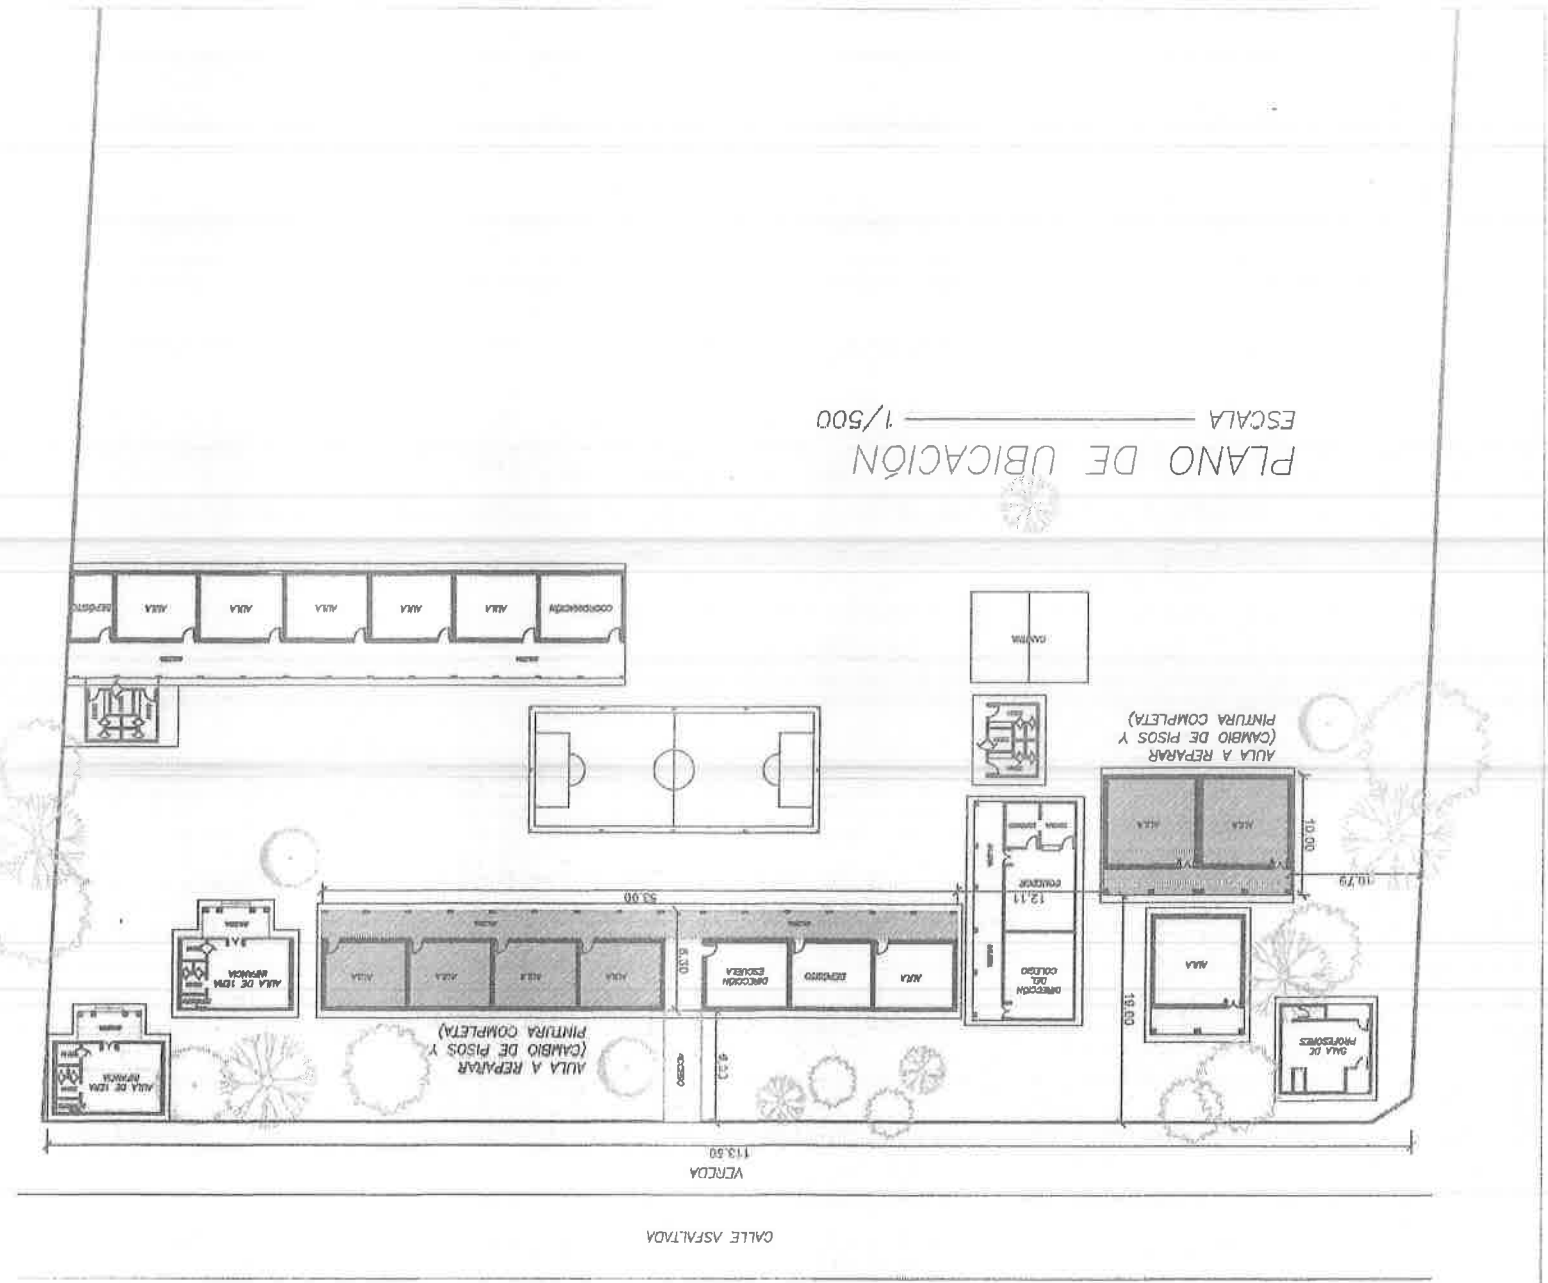 CALLE ASFALTADA
VEREDA
113.50
SALA DE
PROFESORES
AULA
19.00
10.79
10.00
AULA
AULA
AULA A REPARAR
(CAMBIO DE PISOS Y
PINTURA COMPLETA)
DIRECCIÓN
DEL
COLEGIO
COMEDOR
12.11
CANTINA
ACCESO
AULA
DEPÓSITO
DIRECCIÓN
ESCUELA
AULA A REPARAR
(CAMBIO DE PISOS Y
PINTURA COMPLETA)
AULA
AULA
AULA
AULA
53.00
AULA DE 1ERA
INFANCIA
AULA DE 1ERA
INFANCIA
COORDINACIÓN
AULA
AULA
AULA
AULA
AULA
DEPÓSITO
PLANO DE UBICACIÓN
ESCALA 1/500